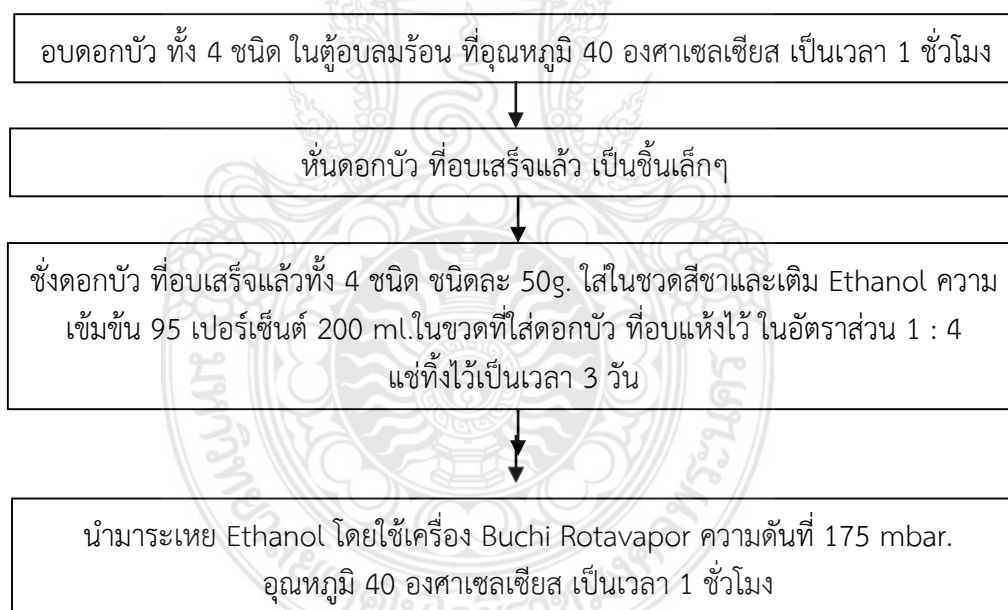 อบดอกบัว ทั้ง 4 ชนิด ในตู้อบลมร้อน ที่อุณหภูมิ 40 องศาเซลเซียส เป็นเวลา 1 ชั่วโมง
หั่นดอกบัว ที่อบเสร็จแล้ว เป็นชิ้นเล็กๆ
ชั่งดอกบัว ที่อบเสร็จแล้วทั้ง 4 ชนิด ชนิดละ 50g. ใส่ในขวดสีชาและเติม Ethanol ความ
เข้มข้น 95 เปอร์เซ็นต์ 200 ml.ในขวดที่ใส่ดอกบัว ที่อบแห้งไว้ ในอัตราส่วน 1 : 4
แช่ทิ้งไว้เป็นเวลา 3 วัน
นำมาระเหย Ethanol โดยใช้เครื่อง Buchi Rotavapor ความดันที่ 175 mbar.
อุณหภูมิ 40 องศาเซลเซียส เป็นเวลา 1 ชั่วโมง